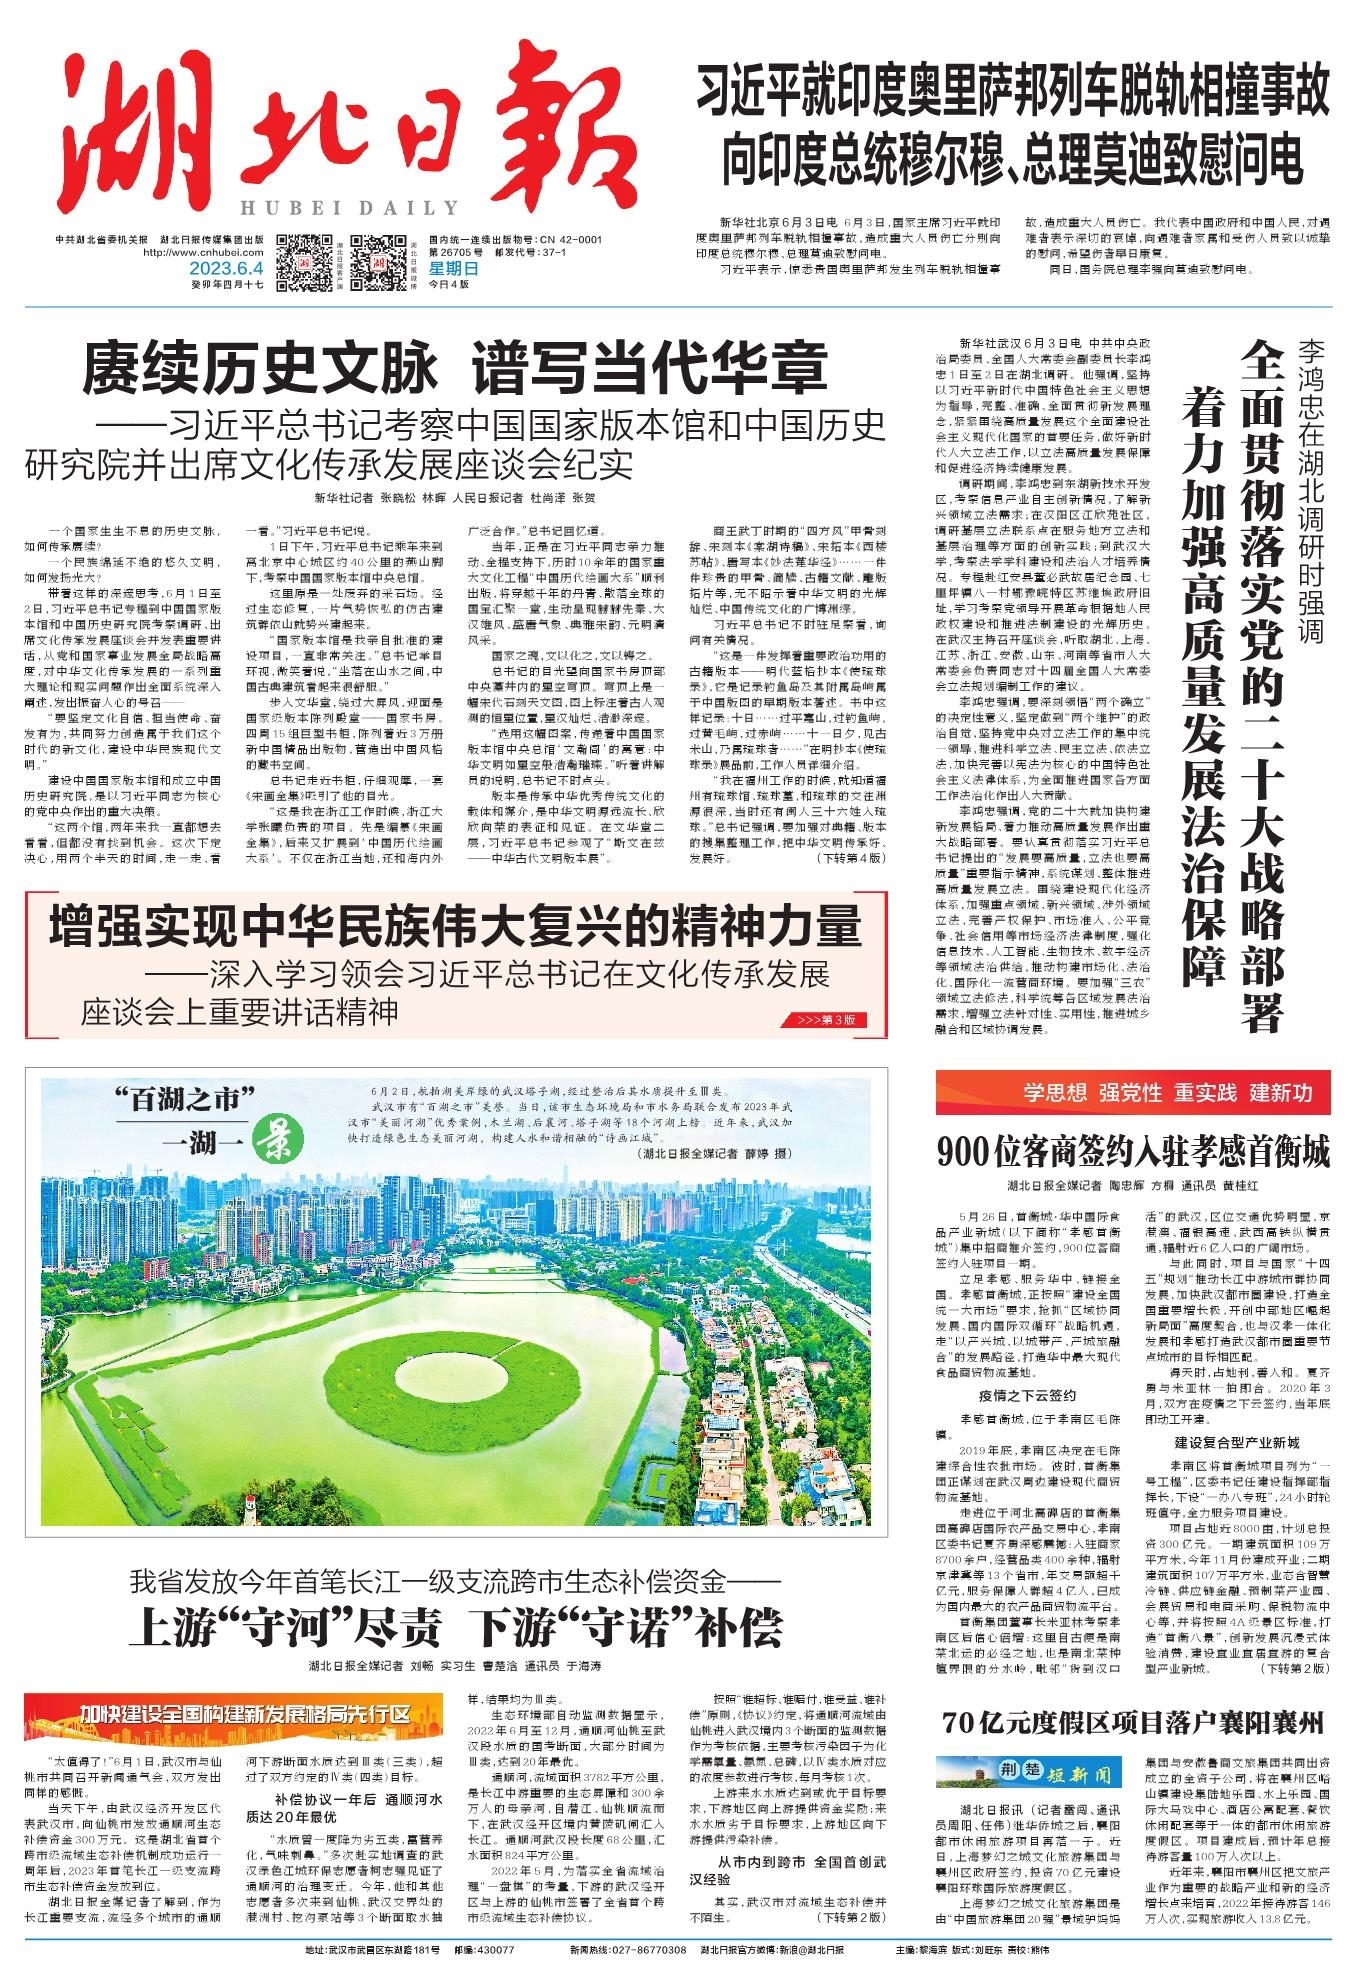 湖北日報
HUBEI DAILY
中共湖北省委机关报 湖北日报传媒集团出版
http://www.cnhubei.com
2023.6.4
癸卯年四月十七
湖北日报客户端
湖北日报微博
国内统一连续出版物号:CN 42-0001
第26705号 邮发代号:37-1
星期日
今日4版
习近平就印度奥里萨邦列车脱轨相撞事故
向印度总统穆尔穆、总理莫迪致慰问电
新华社北京6月3日电 6月3日,国家主席习近平就印
度奥里萨邦列车脱轨相撞事故,造成重大人员伤亡分别向
印度总统穆尔穆、总理莫迪致慰问电。
习近平表示,惊悉贵国奥里萨邦发生列车脱轨相撞事
故,造成重大人员伤亡。我代表中国政府和中国人民,对遇
难者表示深切的哀悼,向遇难者家属和受伤人员致以诚挚
的慰问,希望伤者早日康复。
同日,国务院总理李强向莫迪致慰问电。
赓续历史文脉 谱写当代华章
——习近平总书记考察中国国家版本馆和中国历史
研究院并出席文化传承发展座谈会纪实
新华社记者 张晓松 林晖 人民日报记者 杜尚泽 张贺
一个国家生生不息的历史文脉,
如何传承赓续?
一个民族绵延不绝的悠久文明,
如何发扬光大?
带着这样的深邃思考,6月1日至
2日,习近平总书记专程到中国国家版
本馆和中国历史研究院考察调研、出
席文化传承发展座谈会并发表重要讲
话,从党和国家事业发展全局战略高
度,对中华文化传承发展的一系列重
大理论和现实问题作出全面系统深入
阐述,发出振奋人心的号召——
“要坚定文化自信、担当使命、奋
发有为,共同努力创造属于我们这个
时代的新文化,建设中华民族现代文
明。”
建设中国国家版本馆和成立中国
历史研究院,是以习近平同志为核心
的党中央作出的重大决策。
“这两个馆,两年来我一直都想去
看看,但都没有找到机会。这次下定
决心,用两个半天的时间,走一走、看
一看。”习近平总书记说。
1日下午,习近平总书记乘车来到
离北京中心城区约40公里的燕山脚
下,考察中国国家版本馆中央总馆。
这里原是一处废弃的采石场。经
过生态修复,一片气势恢弘的仿古建
筑群依山就势兴建起来。
“国家版本馆是我亲自批准的建
设项目,一直非常关注。”总书记举目
环视,微笑着说,“坐落在山水之间,中
国古典建筑看起来很舒服。”
步入文华堂,绕过大屏风,迎面是
国家级版本陈列殿堂——国家书房。
四周15组巨型书柜,陈列着近3万册
新中国精品出版物,营造出中国风格
的藏书空间。
总书记走近书柜,仔细观摩,一套
《宋画全集》吸引了他的目光。
“这是我在浙江工作时候,浙江大
学张曦负责的项目。先是编纂《宋画
全集》,后来又扩展到‘中国历代绘画
大系’。不仅在浙江当地,还和海内外
广泛合作。”总书记回忆道。
当年,正是在习近平同志亲力推
动、全程支持下,历时10余年的国家重
大文化工程“中国历代绘画大系”顺利
出版,将穿越千年的丹青、散落全球的
国宝汇聚一堂,生动呈现赫赫先秦、大
汉雄风、盛唐气象、典雅宋韵、元明清
风采。
国家之魂,文以化之,文以铸之。
总书记的目光望向国家书房顶部
中央藻井内的星空穹顶。穹顶上是一
幅宋代石刻天文图,图上标注着古人观
测的恒星位置,星汉灿烂、浩渺深邃。
“选用这幅图案,传递着中国国家
版本馆中央总馆‘文瀚阁’的寓意:中
华文明如星空般浩瀚璀璨。”听着讲解
员的说明,总书记不时点头。
版本是传承中华优秀传统文化的
载体和媒介,是中华文明源远流长、欣
欣向荣的表征和见证。在文华堂二
层,习近平总书记参观了“斯文在兹
——中华古代文明版本展”。
商王武丁时期的“四方风”甲骨刻
辞、宋刻本《棠湖诗稿》、宋拓本《西楼
苏帖》、唐写本《妙法莲华经》……一件
件珍贵的甲骨、简牍、古籍文献、雕版
拓片等,无不昭示着中华文明的光辉
灿烂、中国传统文化的广博渊综。
习近平总书记不时驻足察看,询
问有关情况。
“这是一件发挥着重要政治功用的
古籍版本——明代蓝格抄本《使琉球
录》,它是记录钓鱼岛及其附属岛屿属
于中国版图的早期版本著述。书中这
样记录:十日……过平嘉山,过钓鱼屿,
过黄毛屿,过赤屿……十一日夕,见古
米山,乃属琉球者……”在明抄本《使琉
球录》展品前,工作人员详细介绍。
“我在福州工作的时候,就知道福
州有琉球馆、琉球墓,和琉球的交往渊
源很深,当时还有闽人三十六姓入琉
球。”总书记强调,要加强对典籍、版本
的搜集整理工作,把中华文明传承好、
发展好。 (下转第4版)
增强实现中华民族伟大复兴的精神力量
——深入学习领会习近平总书记在文化传承发展
座谈会上重要讲话精神
>>>第3版
李鸿忠在湖北调研时强调
全面贯彻落实党的二十大战略部署
着力加强高质量发展法治保障
新华社武汉6月3日电 中共中央政
治局委员、全国人大常委会副委员长李鸿
忠1日至2日在湖北调研。他强调,坚持
以习近平新时代中国特色社会主义思想
为指导,完整、准确、全面贯彻新发展理
念,紧紧围绕高质量发展这个全面建设社
会主义现代化国家的首要任务,做好新时
代人大立法工作,以立法高质量发展保障
和促进经济持续健康发展。
调研期间,李鸿忠到东湖新技术开发
区,考察信息产业自主创新情况,了解新
兴领域立法需求;在汉阳区江欣苑社区,
调研基层立法联系点在服务地方立法和
基层治理等方面的创新实践;到武汉大
学,考察法学学科建设和法治人才培养情
况。专程赴红安县董必武故居纪念园、七
里坪镇八一村鄂豫皖特区苏维埃政府旧
址,学习考察党领导开展革命根据地人民
政权建设和推进法制建设的光辉历史。
在武汉主持召开座谈会,听取湖北、上海、
江苏、浙江、安徽、山东、河南等省市人大
常委会负责同志对十四届全国人大常委
会立法规划编制工作的建议。
李鸿忠强调,要深刻领悟“两个确立”
的决定性意义,坚定做到“两个维护”的政
治自觉,坚持党中央对立法工作的集中统
一领导,推进科学立法、民主立法、依法立
法,加快完善以宪法为核心的中国特色社
会主义法律体系,为全面推进国家各方面
工作法治化作出人大贡献。
李鸿忠强调,党的二十大就加快构建
新发展格局、着力推动高质量发展作出重
大战略部署。要认真贯彻落实习近平总
书记提出的“发展要高质量,立法也要高
质量”重要指示精神,系统谋划、整体推进
高质量发展立法。围绕建设现代化经济
体系,加强重点领域、新兴领域、涉外领域
立法,完善产权保护、市场准入、公平竞
争、社会信用等市场经济法律制度,强化
信息技术、人工智能、生物技术、数字经济
等领域法治供给,推动构建市场化、法治
化、国际化一流营商环境。要加强“三农”
领域立法修法,科学统筹各区域发展法治
需求,增强立法针对性、实用性,推进城乡
融合和区域协调发展。
“百湖之市”
一湖一景
6月2日,航拍湖美岸绿的武汉塔子湖,经过整治后其水质提升至Ⅲ类。
武汉市有“百湖之市”美誉。当日,该市生态环境局和市水务局联合发布2023年武
汉市“美丽河湖”优秀案例,木兰湖、后襄河、塔子湖等18个河湖上榜。近年来,武汉加
快打造绿色生态美丽河湖,构建人水和谐相融的“诗画江城”。
(湖北日报全媒记者 薛婷 摄)
学思想 强党性 重实践 建新功
900位客商签约入驻孝感首衡城
湖北日报全媒记者 陶忠辉 方桐 通讯员 黄桂红
5月26日,首衡城·华中国际食
品产业新城(以下简称“孝感首衡
城”)集中招商推介签约,900位客商
签约入驻项目一期。
立足孝感、服务华中、链接全
国。孝感首衡城,正按照“建设全国
统一大市场”要求,抢抓“区域协同
发展、国内国际双循环”战略机遇,
走“以产兴城、以城带产、产城旅融
合”的发展路径,打造华中最大现代
食品商贸物流基地。
疫情之下云签约
孝感首衡城,位于孝南区毛陈
镇。
2019年底,孝南区决定在毛陈
建综合性农批市场。彼时,首衡集
团正谋划在武汉周边建设现代商贸
物流基地。
走进位于河北高碑店的首衡集
团高碑店国际农产品交易中心,孝南
区委书记夏齐勇深感震撼:入驻商家
8700余户,经营品类400余种,辐射
京津冀等13个省市,年交易额超千
亿元,服务保障人群超4亿人,已成
为国内最大的农产品商贸物流平台。
首衡集团董事长米亚林考察孝
南区后信心倍增:这里自古便是南
菜北运的必经之地,也是南北菜种
植界限的分水岭,毗邻“货到汉口
活”的武汉,区位交通优势明显,京
港澳、福银高速、武西高铁纵横贯
通,辐射近6亿人口的广阔市场。
与此同时,项目与国家“十四
五”规划“推动长江中游城市群协同
发展,加快武汉都市圈建设,打造全
国重要增长极,开创中部地区崛起
新局面”高度契合,也与汉孝一体化
发展和孝感打造武汉都市圈重要节
点城市的目标相匹配。
得天时,占地利,善人和。夏齐
勇与米亚林一拍即合。2020年3
月,双方在疫情之下云签约,当年底
即动工开建。
建设复合型产业新城
孝南区将首衡城项目列为“一
号工程”,区委书记任建设指挥部指
挥长,下设“一办八专班”,24小时轮
班值守,全力服务项目建设。
项目占地近8000亩,计划总投
资300亿元。一期建筑面积109万
平方米,今年11月份建成开业;二期
建筑面积107万平方米,业态含智慧
冷链、供应链金融、预制菜产业园、
会展贸易和电商采购、保税物流中
心等,并将按照4A级景区标准,打
造“首衡八景”,创新发展沉浸式体
验消费,建设宜业宜居宜游的复合
型产业新城。 (下转第2版)
我省发放今年首笔长江一级支流跨市生态补偿资金——
上游“守河”尽责 下游“守诺”补偿
湖北日报全媒记者 刘畅 实习生 曹楚涵 通讯员 于海涛
加快建设全国构建新发展格局先行区
“太值得了!”6月1日,武汉市与仙
桃市共同召开新闻通气会,双方发出
同样的感慨。
当天下午,由武汉经济开发区代
表武汉市,向仙桃市发放通顺河生态
补偿资金300万元。这是湖北省首个
跨市级流域生态补偿机制成功运行一
周年后,2023年首笔长江一级支流跨
市生态补偿资金发放到位。
湖北日报全媒记者了解到,作为
长江重要支流,流经多个城市的通顺
河下游断面水质达到Ⅲ类(三类),超
过了双方约定的Ⅳ类(四类)目标。
补偿协议一年后 通顺河水
质达20年最优
“水质曾一度降为劣五类,富营养
化,气味刺鼻。”多次赴实地调查的武
汉绿色江城环保志愿者柯志强见证了
通顺河的治理变迁。今年,他和其他
志愿者多次来到仙桃、武汉交界处的
港洲村、挖沟泵站等3个断面取水抽
样,结果均为Ⅲ类。
生态环境部自动监测数据显示,
2022年6月至12月,通顺河仙桃至武
汉段水质的国考断面,大部分时间为
Ⅲ类,达到20年最优。
通顺河,流域面积3782平方公里,
是长江中游重要的生态屏障和300余
万人的母亲河,自潜江、仙桃顺流而
下,在武汉经开区境内黄陵矶闸汇入
长江。通顺河武汉段长度68公里,汇
水面积824平方公里。
2022年5月,为落实全省流域治
理“一盘棋”的考量,下游的武汉经开
区与上游的仙桃市签署了全省首个跨
市级流域生态补偿协议。
按照“谁超标、谁赔付,谁受益、谁补
偿”原则,《协议》约定,将通顺河流域由
仙桃进入武汉境内3个断面的监测数据
作为考核依据,主要考核污染因子为化
学需氧量、氨氮、总磷,以Ⅳ类水质对应
的浓度参数进行考核,每月考核1次。
上游来水水质达到或优于目标要
求,下游地区向上游提供资金奖励;来
水水质劣于目标要求,上游地区向下
游提供污染补偿。
从市内到跨市 全国首创武
汉经验
其实,武汉市对流域生态补偿并
不陌生。 (下转第2版)
70亿元度假区项目落户襄阳襄州
荆楚短新闻
湖北日报讯 (记者雷闯、通讯
员周阳、任伟)继华侨城之后,襄阳
都市休闲旅游项目再落一子。近
日,上海梦幻之城文化旅游集团与
襄州区政府签约,投资70亿元建设
襄阳环球国际旅游度假区。
上海梦幻之城文化旅游集团是
由“中国旅游集团20强”景域驴妈妈
集团与安徽鲁商文旅集团共同出资
成立的全资子公司,将在襄州区峪
山镇建设集陆地乐园、水上乐园、国
际大马戏中心、酒店公寓配套、餐饮
休闲配套等于一体的都市休闲旅游
度假区。项目建成后,预计年总接
待游客量100万人次以上。
近年来,襄阳市襄州区把文旅产
业作为重要的战略产业和新的经济
增长点来培育,2022年接待游客146
万人次,实现旅游收入13.8亿元。
地址:武汉市武昌区东湖路181号 邮编:430077 新闻热线:027-86770308 湖北日报官方微博:新浪@湖北日报 主编:黎海滨 版式:刘旺东 责校:熊伟